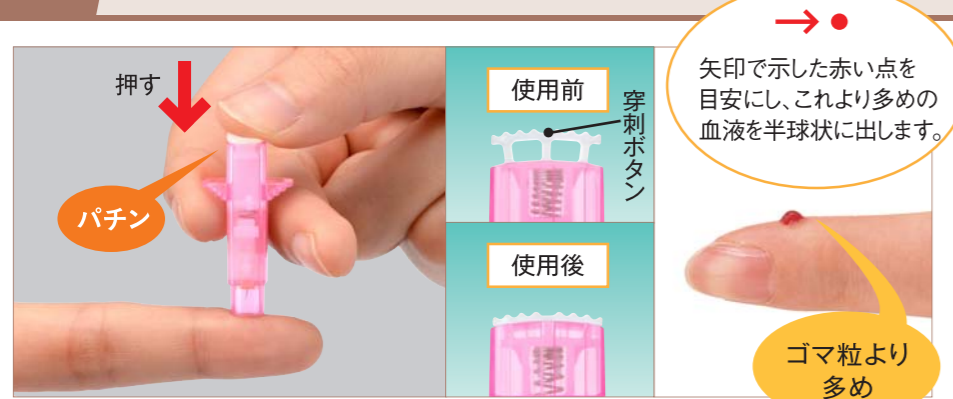 押す
パチン
使用前
穿刺ボタン
使用後
→●
矢印で示した赤い点を
目安にし、これより多めの
血液を半球状に出します。
ゴマ粒より
多め